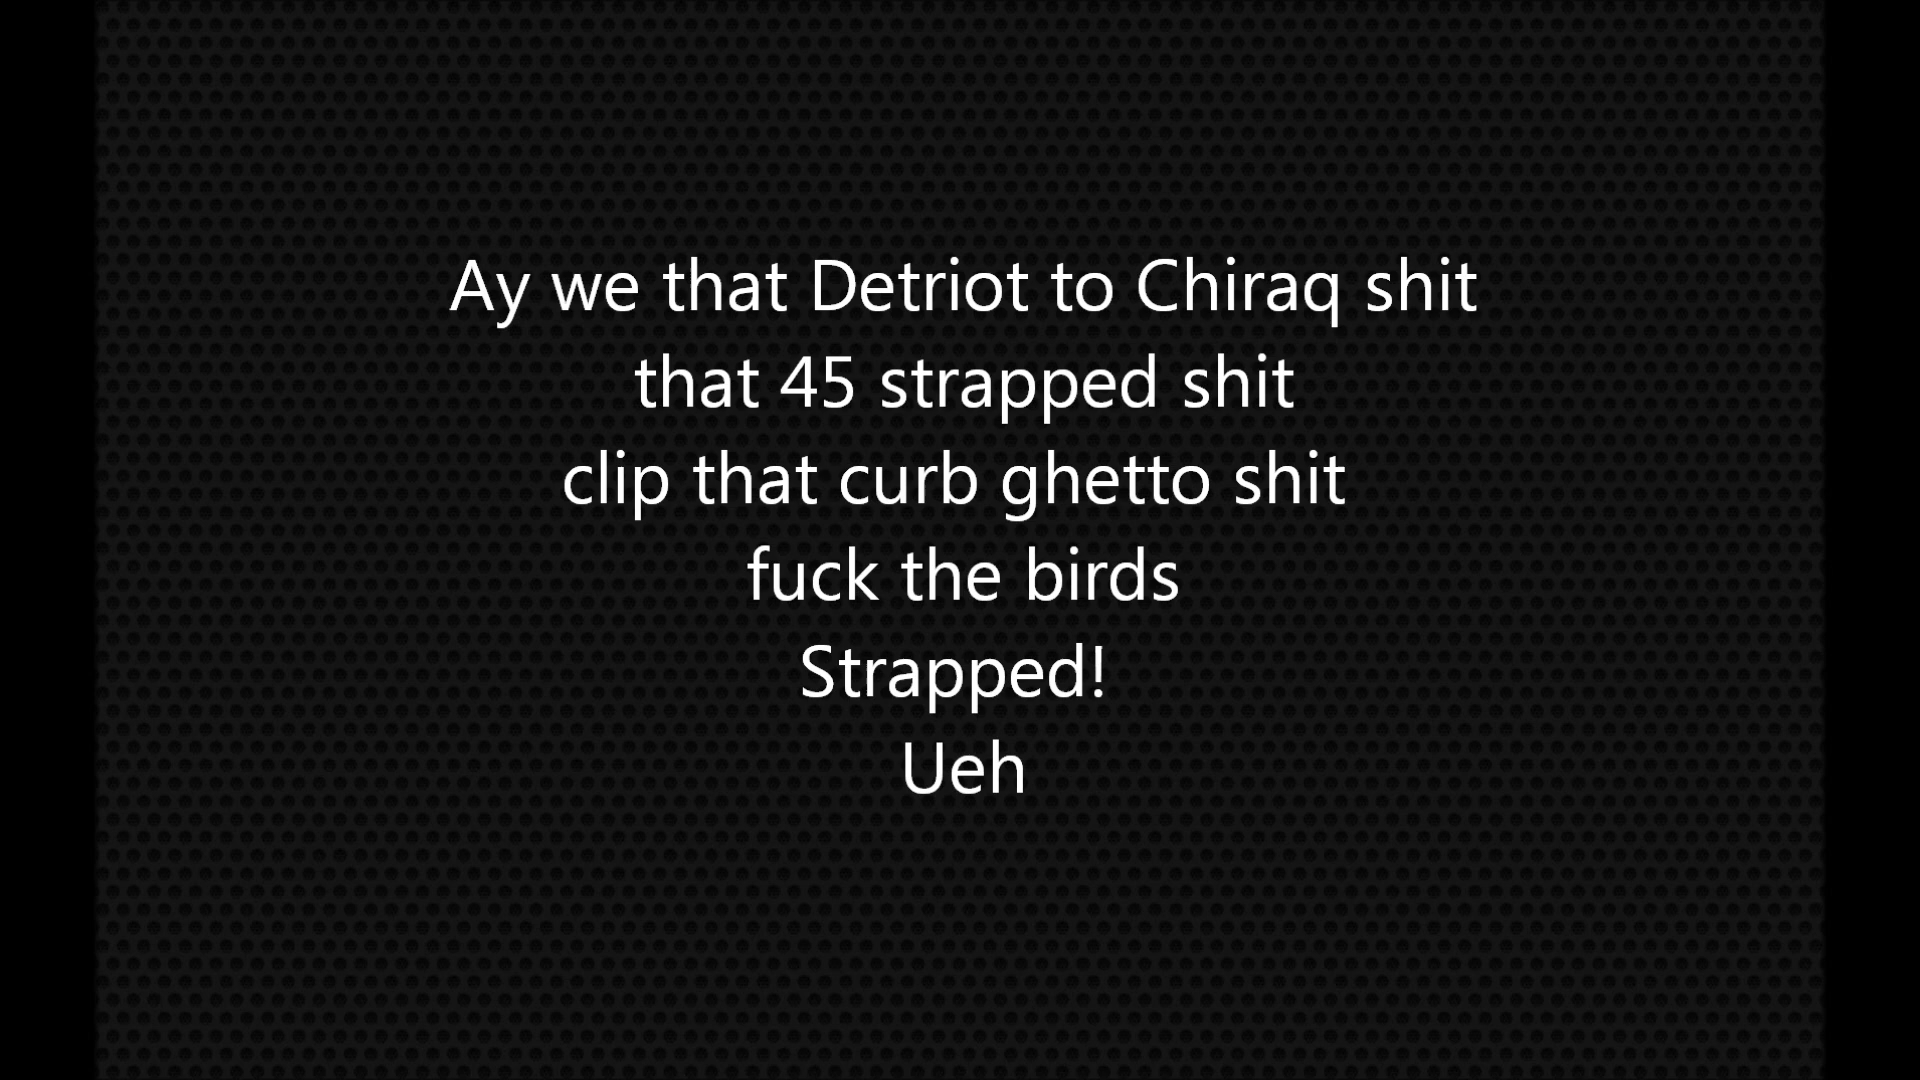 Ay we that Detriot to Chiraq shit
that 45 strapped shit
clip that curb ghetto shit
fuck the birds
Strapped!
Ueh